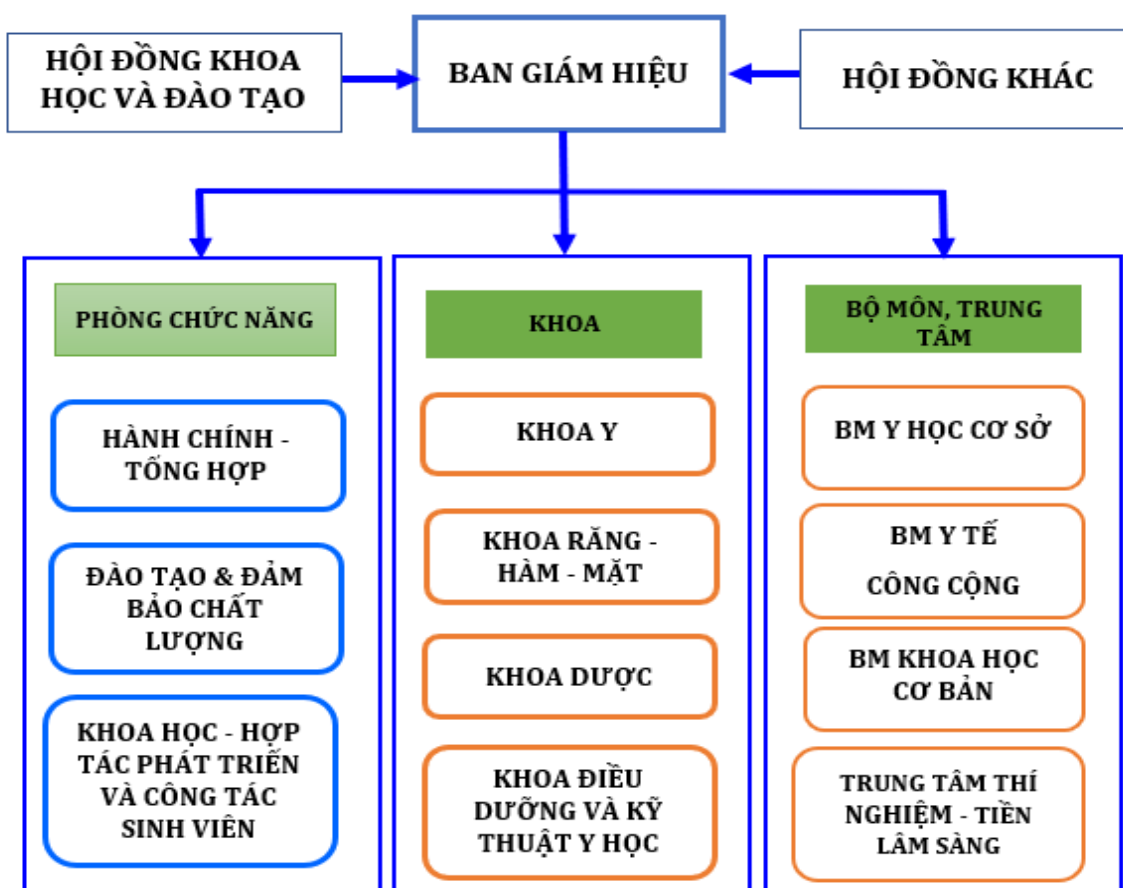 HỘI ĐỒNG KHOA
HỌC VÀ ĐÀO TẠO
BAN GIÁM HIỆU
HỘI ĐỒNG KHÁC
PHÒNG CHỨC NĂNG
HÀNH CHÍNH -
TỔNG HỢP
ĐÀO TẠO & ĐẢM
BẢO CHẤT
LƯỢNG
KHOA HỌC - HỢP
TÁC PHÁT TRIỂN
VÀ CÔNG TÁC
SINH VIÊN
KHOA
KHOA Y
KHOA RĂNG -
HÀM - MẶT
KHOA DƯỢC
KHOA ĐIỀU
DƯỠNG VÀ KỸ
THUẬT Y HỌC
BỘ MÔN, TRUNG
TÂM
BM Y HỌC CƠ SỞ
BM Y TẾ
CÔNG CỘNG
BM KHOA HỌC
CƠ BẢN
TRUNG TÂM THÍ
NGHIỆM - TIỀN
LÂM SÀNG